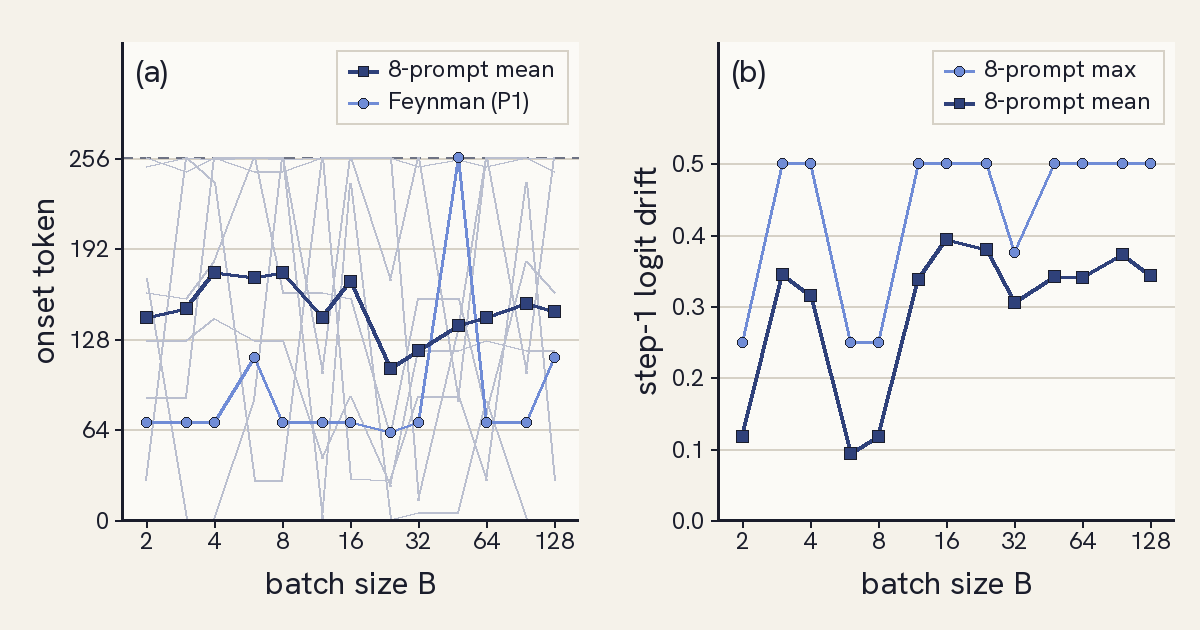 (a)
8-prompt mean
Feynman (P1)
onset token
256
192
128
64
0
2 4 8 16 32 64 128
batch size B
(b)
8-prompt max
8-prompt mean
step-1 logit drift
0.5
0.4
0.3
0.2
0.1
0.0
2 4 8 16 32 64 128
batch size B